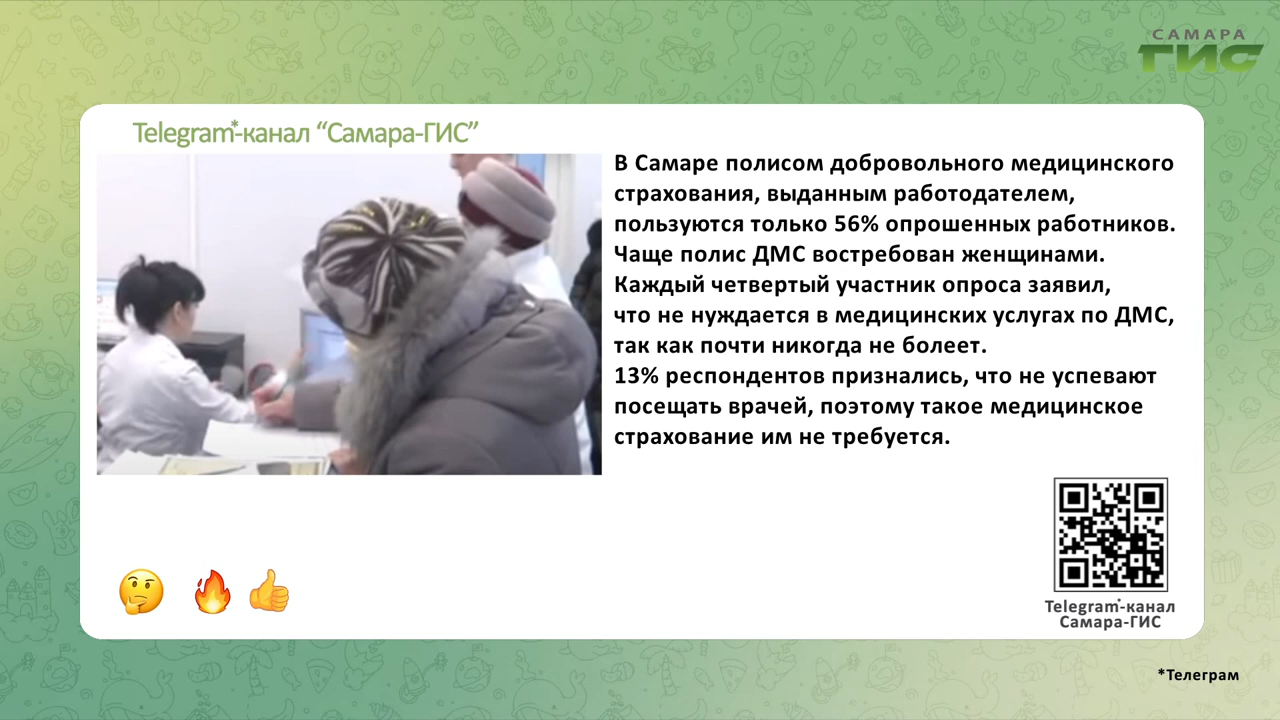 САМАРА
ГИС
Telegram*-канал “Самара-ГИС”
В Самаре полисом добровольного медицинского
страхования, выданным работодателем,
пользуются только 56% опрошенных работников.
Чаще полис ДМС востребован женщинами.
Каждый четвертый участник опроса заявил,
что не нуждается в медицинских услугах по ДМС,
так как почти никогда не болеет.
13% респондентов признались, что не успевают
посещать врачей, поэтому такое медицинское
страхование им не требуется.
Telegram*-канал
Самара-ГИС
*Телеграм